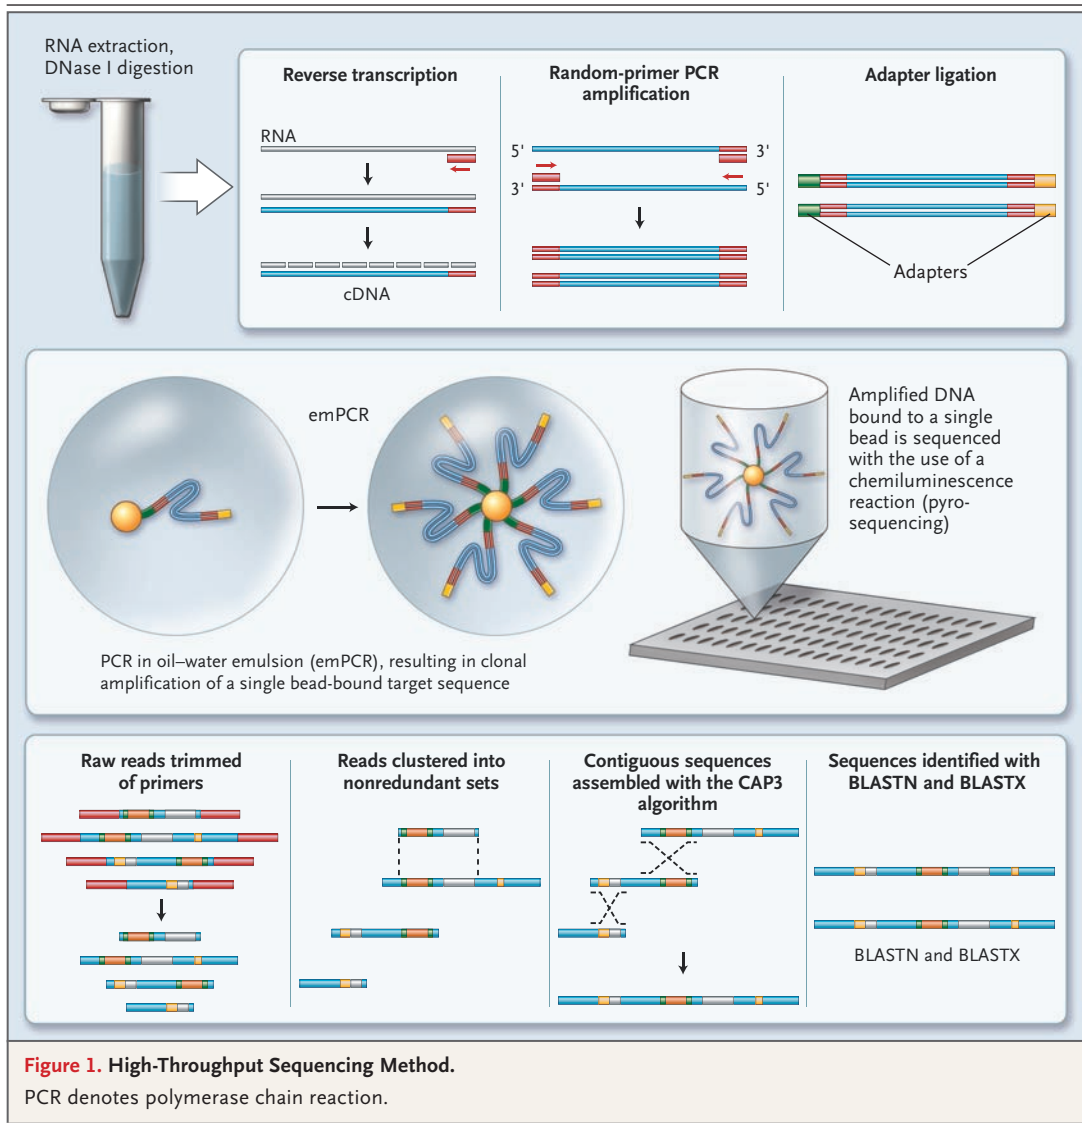 RNA extraction,
DNase I digestion
Reverse transcription
RNA
cDNA
Random-primer PCR
amplification
5' 3'
3' 5'
Adapter ligation
Adapters
emPCR
PCR in oil–water emulsion (emPCR), resulting in clonal
amplification of a single bead-bound target sequence
Amplified DNA
bound to a single
bead is sequenced
with the use of a
chemiluminescence
reaction (pyro-
sequencing)
Raw reads trimmed
of primers
Reads clustered into
nonredundant sets
Contiguous sequences
assembled with the CAP3
algorithm
Sequences identified with
BLASTN and BLASTX
BLASTN and BLASTX
Figure 1. High-Throughput Sequencing Method.
PCR denotes polymerase chain reaction.